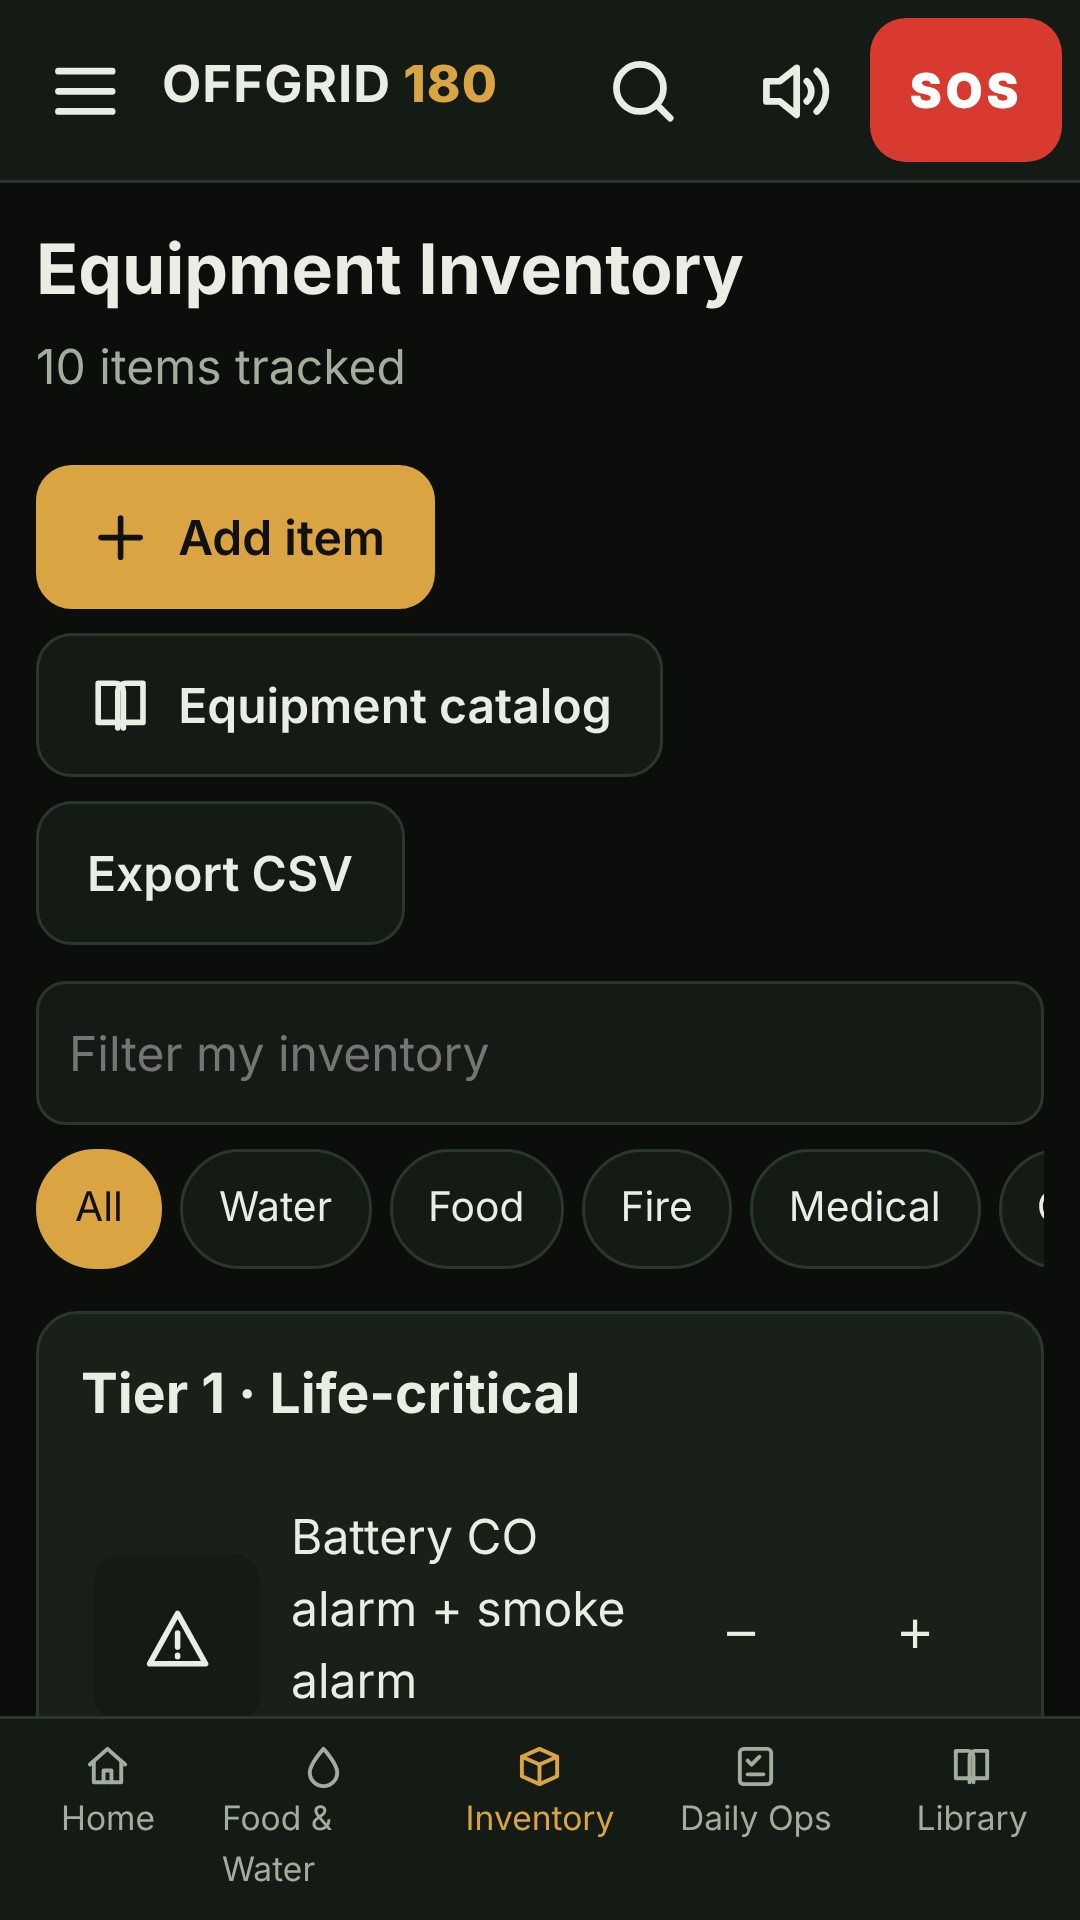 OFFGRID 180
SOS
Equipment Inventory
10 items tracked
+ Add item
Equipment catalog
Export CSV
Filter my inventory
All
Water
Food
Fire
Medical
Tier 1 · Life-critical
Battery CO
alarm + smoke
alarm
−
+
Home
Food &
Water
Inventory
Daily Ops
Library